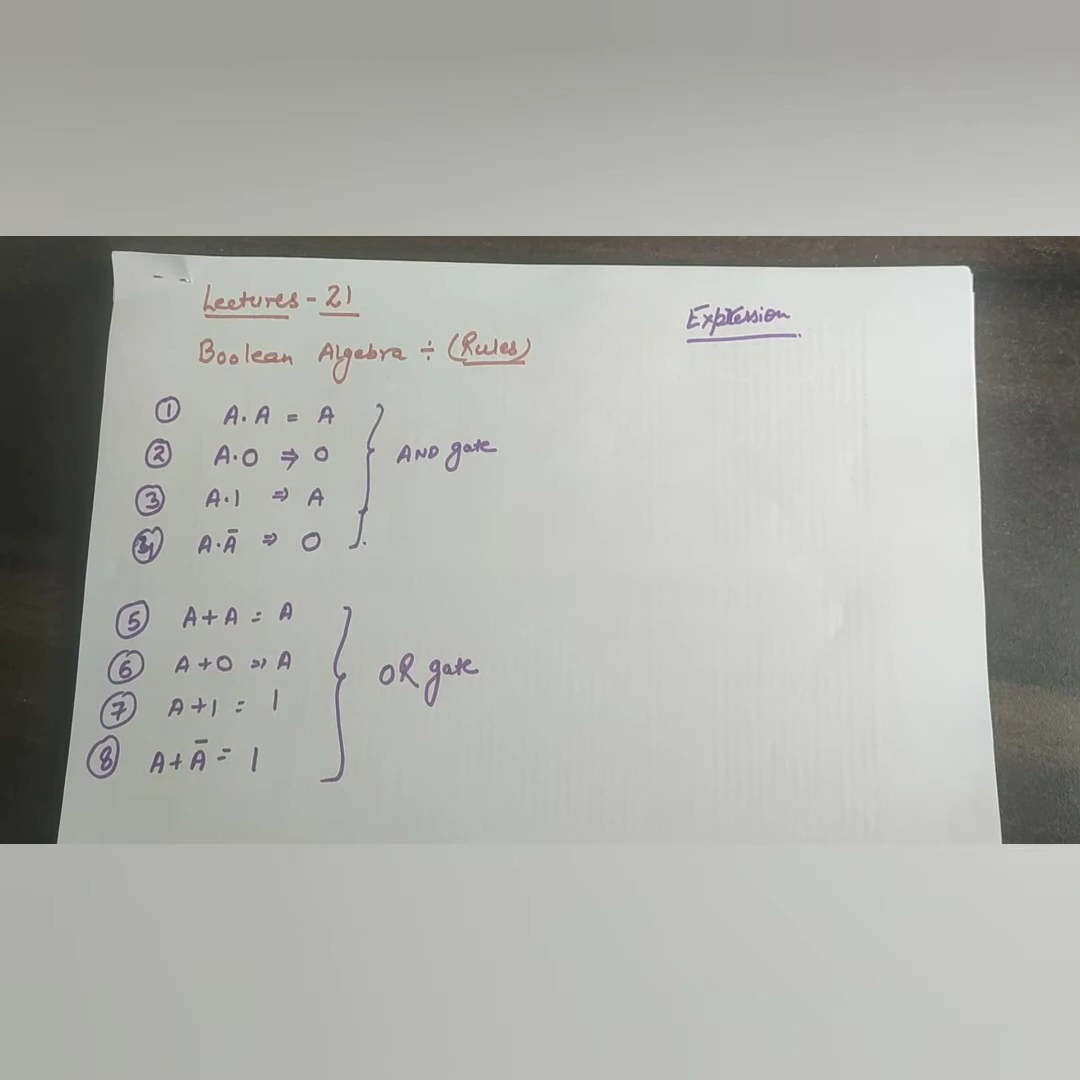 Lectures - 21
Expression
Boolean Algebra ÷ (Rules)
① A.A = A
② A.0 ⇒ 0
AND gate
③ A.1 ⇒ A
A.Ā ⇒ 0
⑤ A+A = A
⑥ A+0 ⇒ A
OR gate
⑦ A+1 = 1
⑧ A+Ā = 1